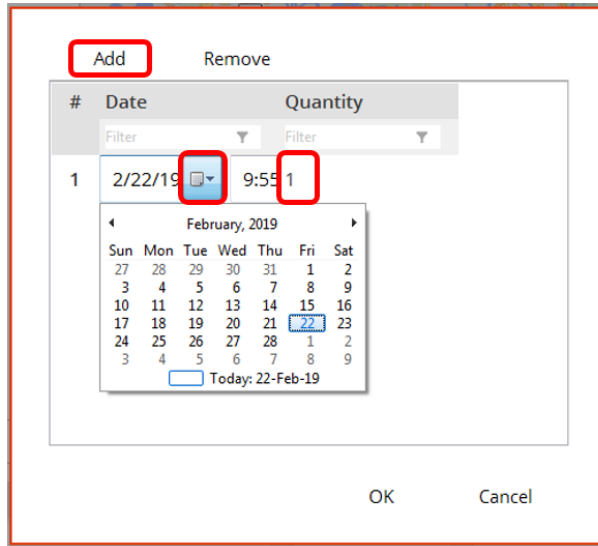 Add Remove
# Date Quantity
Filter Filter
1 2/22/19 9:55 1
February, 2019
Sun Mon Tue Wed Thu Fri Sat
27 28 29 30 31 1 2
3 4 5 6 7 8 9
10 11 12 13 14 15 16
17 18 19 20 21 22 23
24 25 26 27 28 1 2
3 4 5 6 7 8 9
Today: 22-Feb-19
OK Cancel